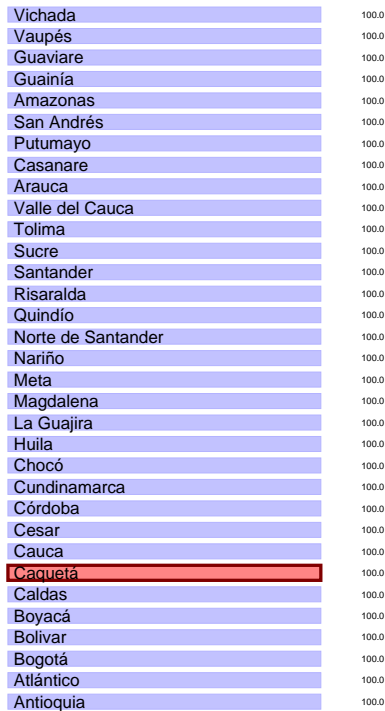 Vichada 100.0
Vaupés 100.0
Guaviare 100.0
Guainía 100.0
Amazonas 100.0
San Andrés 100.0
Putumayo 100.0
Casanare 100.0
Arauca 100.0
Valle del Cauca 100.0
Tolima 100.0
Sucre 100.0
Santander 100.0
Risaralda 100.0
Quindío 100.0
Norte de Santander 100.0
Nariño 100.0
Meta 100.0
Magdalena 100.0
La Guajira 100.0
Huila 100.0
Chocó 100.0
Cundinamarca 100.0
Córdoba 100.0
Cesar 100.0
Cauca 100.0
Caquetá 100.0
Caldas 100.0
Boyacá 100.0
Bolivar 100.0
Bogotá 100.0
Atlántico 100.0
Antioquia 100.0